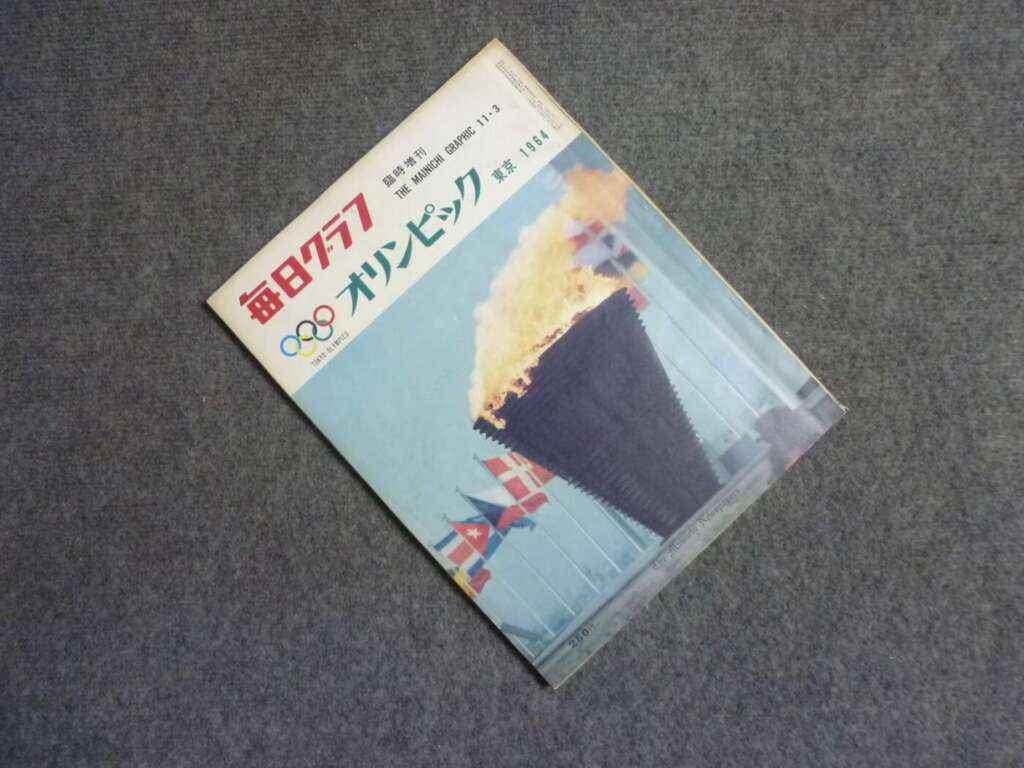 臨時増刊
THE MAINICHI GRAPHIC 11・3
毎日グラフ
オリンピック 東京 1964
TOKYO OLYMPICS
250